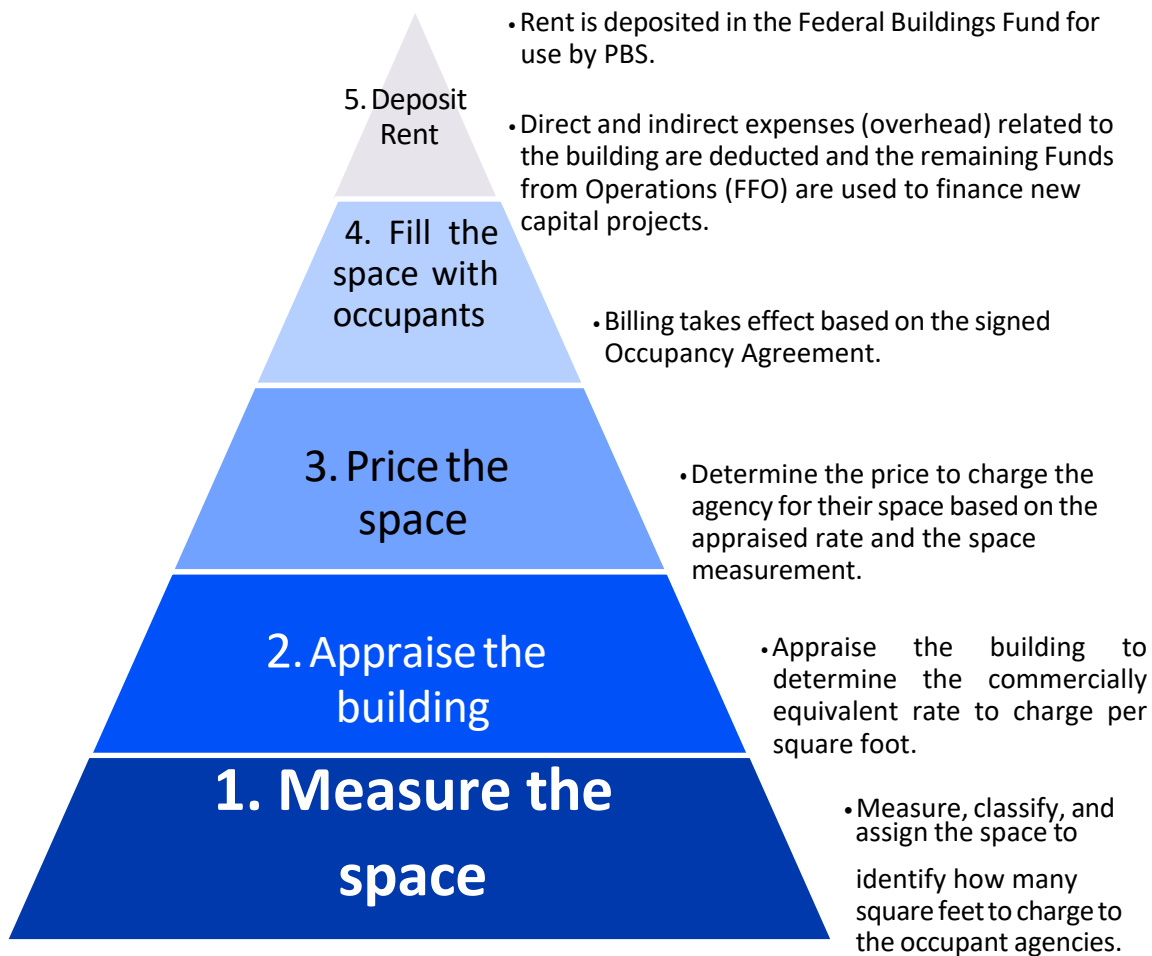 • Rent is deposited in the Federal Buildings Fund for
use by PBS.
5. Deposit
Rent
• Direct and indirect expenses (overhead) related to
the building are deducted and the remaining Funds
from Operations (FFO) are used to finance new
capital projects.
4. Fill the
space with
occupants
• Billing takes effect based on the signed
Occupancy Agreement.
3. Price the
space
• Determine the price to charge the
agency for their space based on the
appraised rate and the space
measurement.
2. Appraise the
building
• Appraise the building to
determine the commercially
equivalent rate to charge per
square foot.
1. Measure the
space
• Measure, classify, and
assign the space to
identify how many
square feet to charge to
the occupant agencies.